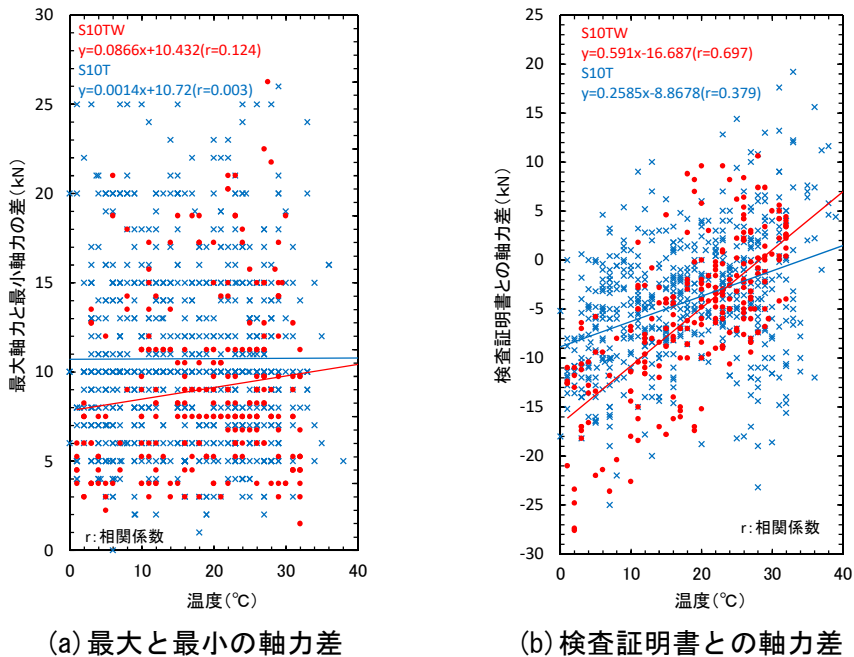 S10TW
y=0.0866x+10.432(r=0.124)
S10T
y=0.0014x+10.72(r=0.003)
最大軸力と最小軸力の差(kN)
30
25
20
15
10
5
0
0 10 20 30 40
r:相関係数
温度(℃)
(a)最大と最小の軸力差
S10TW
y=0.591x-16.687(r=0.697)
S10T
y=0.2585x-8.8678(r=0.379)
検査証明書との軸力差(kN)
25
20
15
10
5
0
-5
-10
-15
-20
-25
-30
0 10 20 30 40
r:相関係数
温度(℃)
(b)検査証明書との軸力差